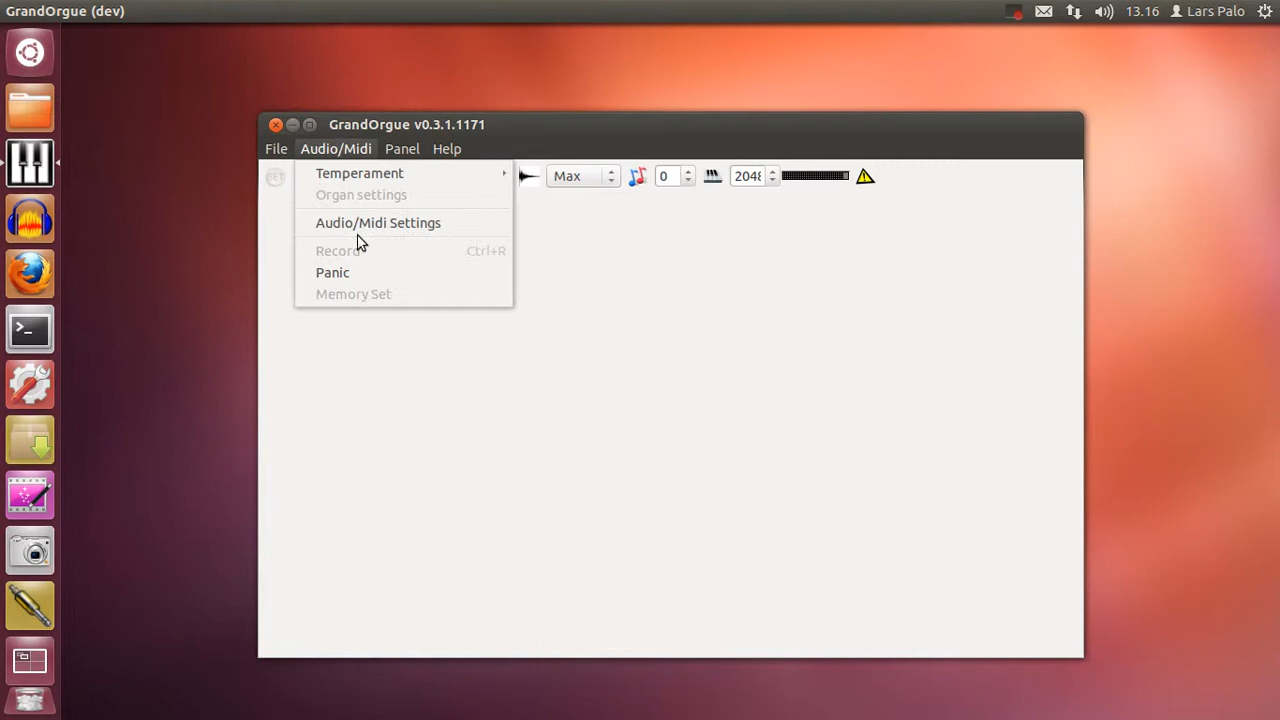 GrandOrgue (dev)
13.16 Lars Palo
GrandOrgue v0.3.1.1171
File Audio/Midi Panel Help
Temperament
Max 0 2048
Organ settings
Audio/Midi Settings
Record Ctrl+R
Panic
Memory Set